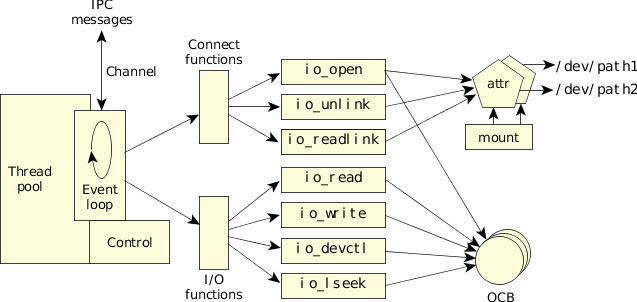 IPC
messages
Channel
Thread
pool
Event
loop
Control
Connect
functions
I/O
functions
io_open
io_unlink
io_readlink
io_read
io_write
io_devctl
io_lseek
attr
mount
/dev/path1
/dev/path2
OCB